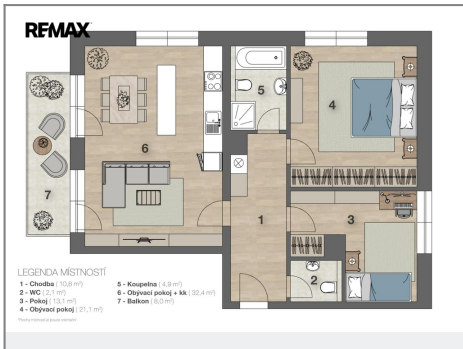 RE/MAX
5
4
6
7
1
3
2
LEGENDA MÍSTNOSTÍ
1 - Chodba ( 10,8 m²)
2 - WC ( 2,1 m²)
3 - Pokoj ( 13,1 m²)
4 - Obývací pokoj ( 21,1 m²)
5 - Koupelna ( 4,9 m²)
6 - Obývací pokoj + kk ( 32,4 m²)
7 - Balkon ( 8,0 m²)